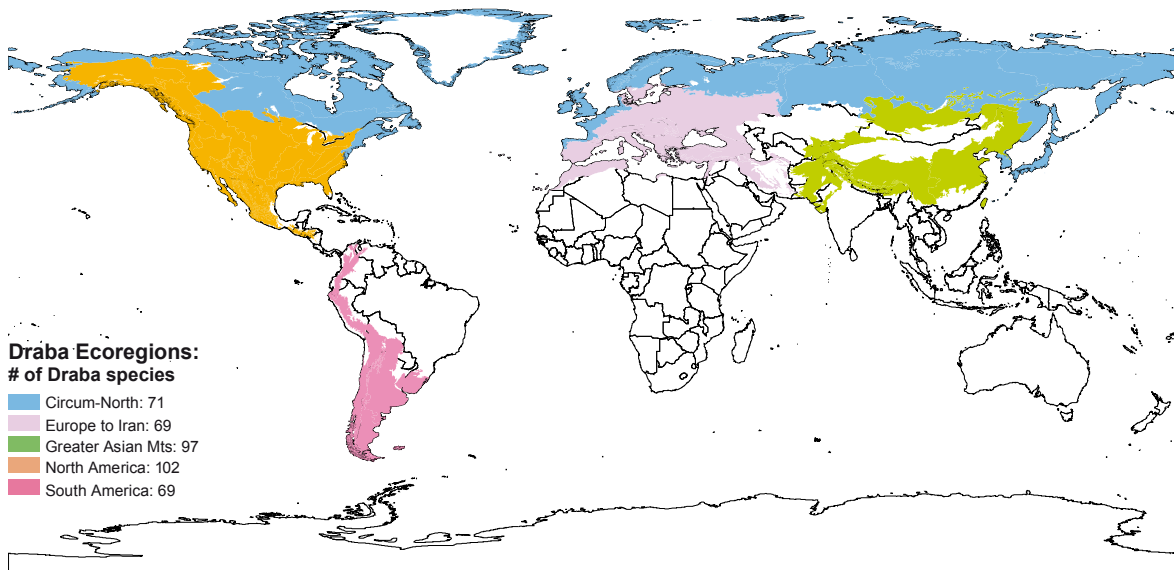 Draba Ecoregions:
# of Draba species
Circum-North: 71
Europe to Iran: 69
Greater Asian Mts: 97
North America: 102
South America: 69